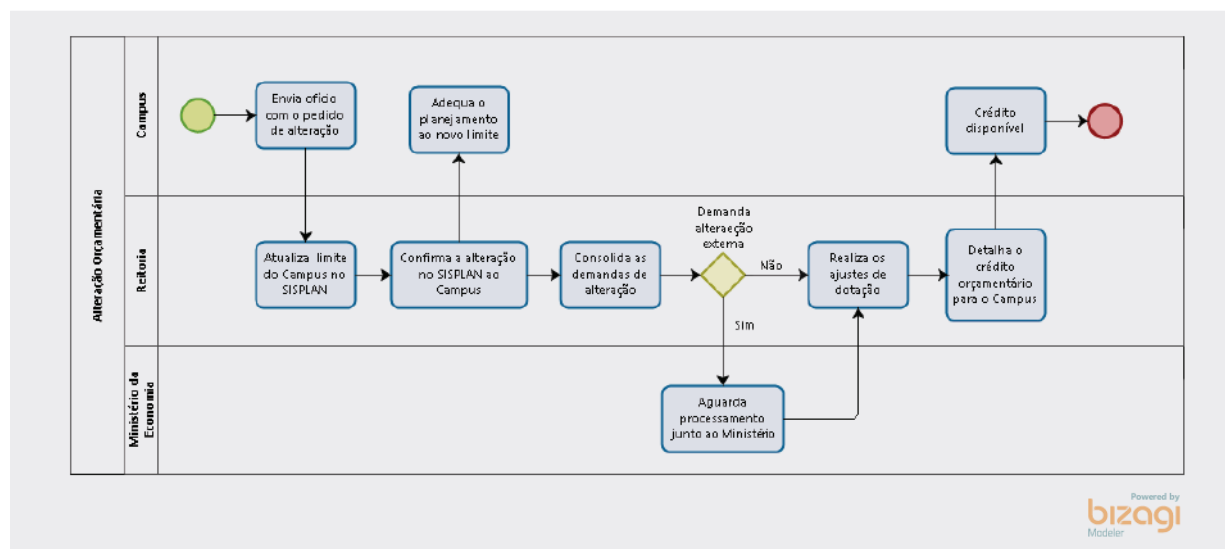 Alteração Orçamentária
Campus
Envia ofício
com o pedido
de alteração
Adequa o
planejamento
ao novo limite
Crédito
disponível
Reitoria
Atualiza limite
do Campus no
SISPLAN
Confirma a alteração
no SISPLAN ao
Campus
Consolida as
demandas de
alteração
Demanda
alteraeção
externa
Não
Sim
Realiza os
ajustes de
dotação
Detalha o
crédito
orçamentário
para o Campus
Ministério da
Economia
Aguarda
processamento
junto ao Ministério
Powered by
bizagi
Modeler